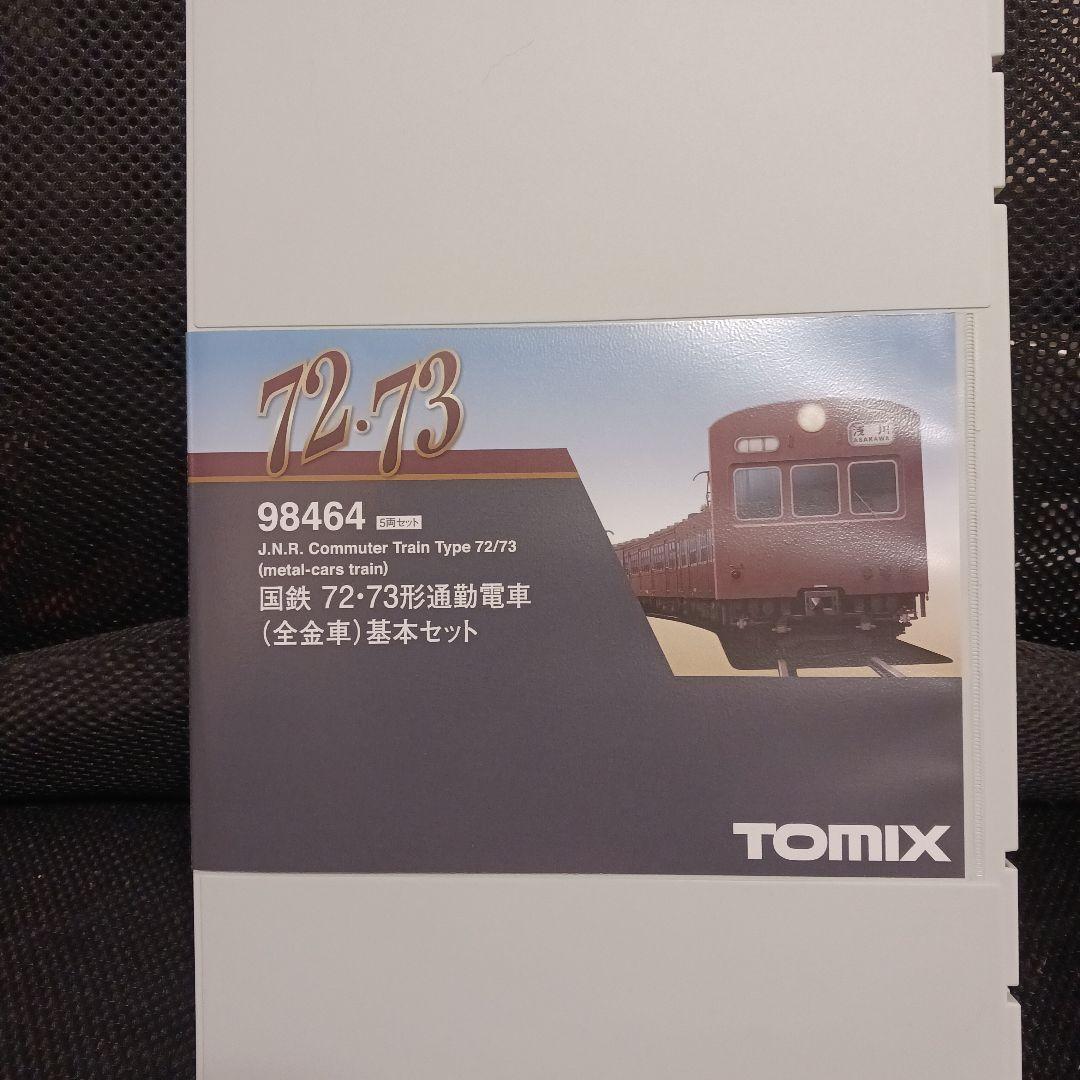 72・73
浅川
ASAKAWA
98464 5両セット
J.N.R. Commuter Train Type 72/73
(metal-cars train)
国鉄 72・73形通勤電車
(全金車)基本セット
TOMIX